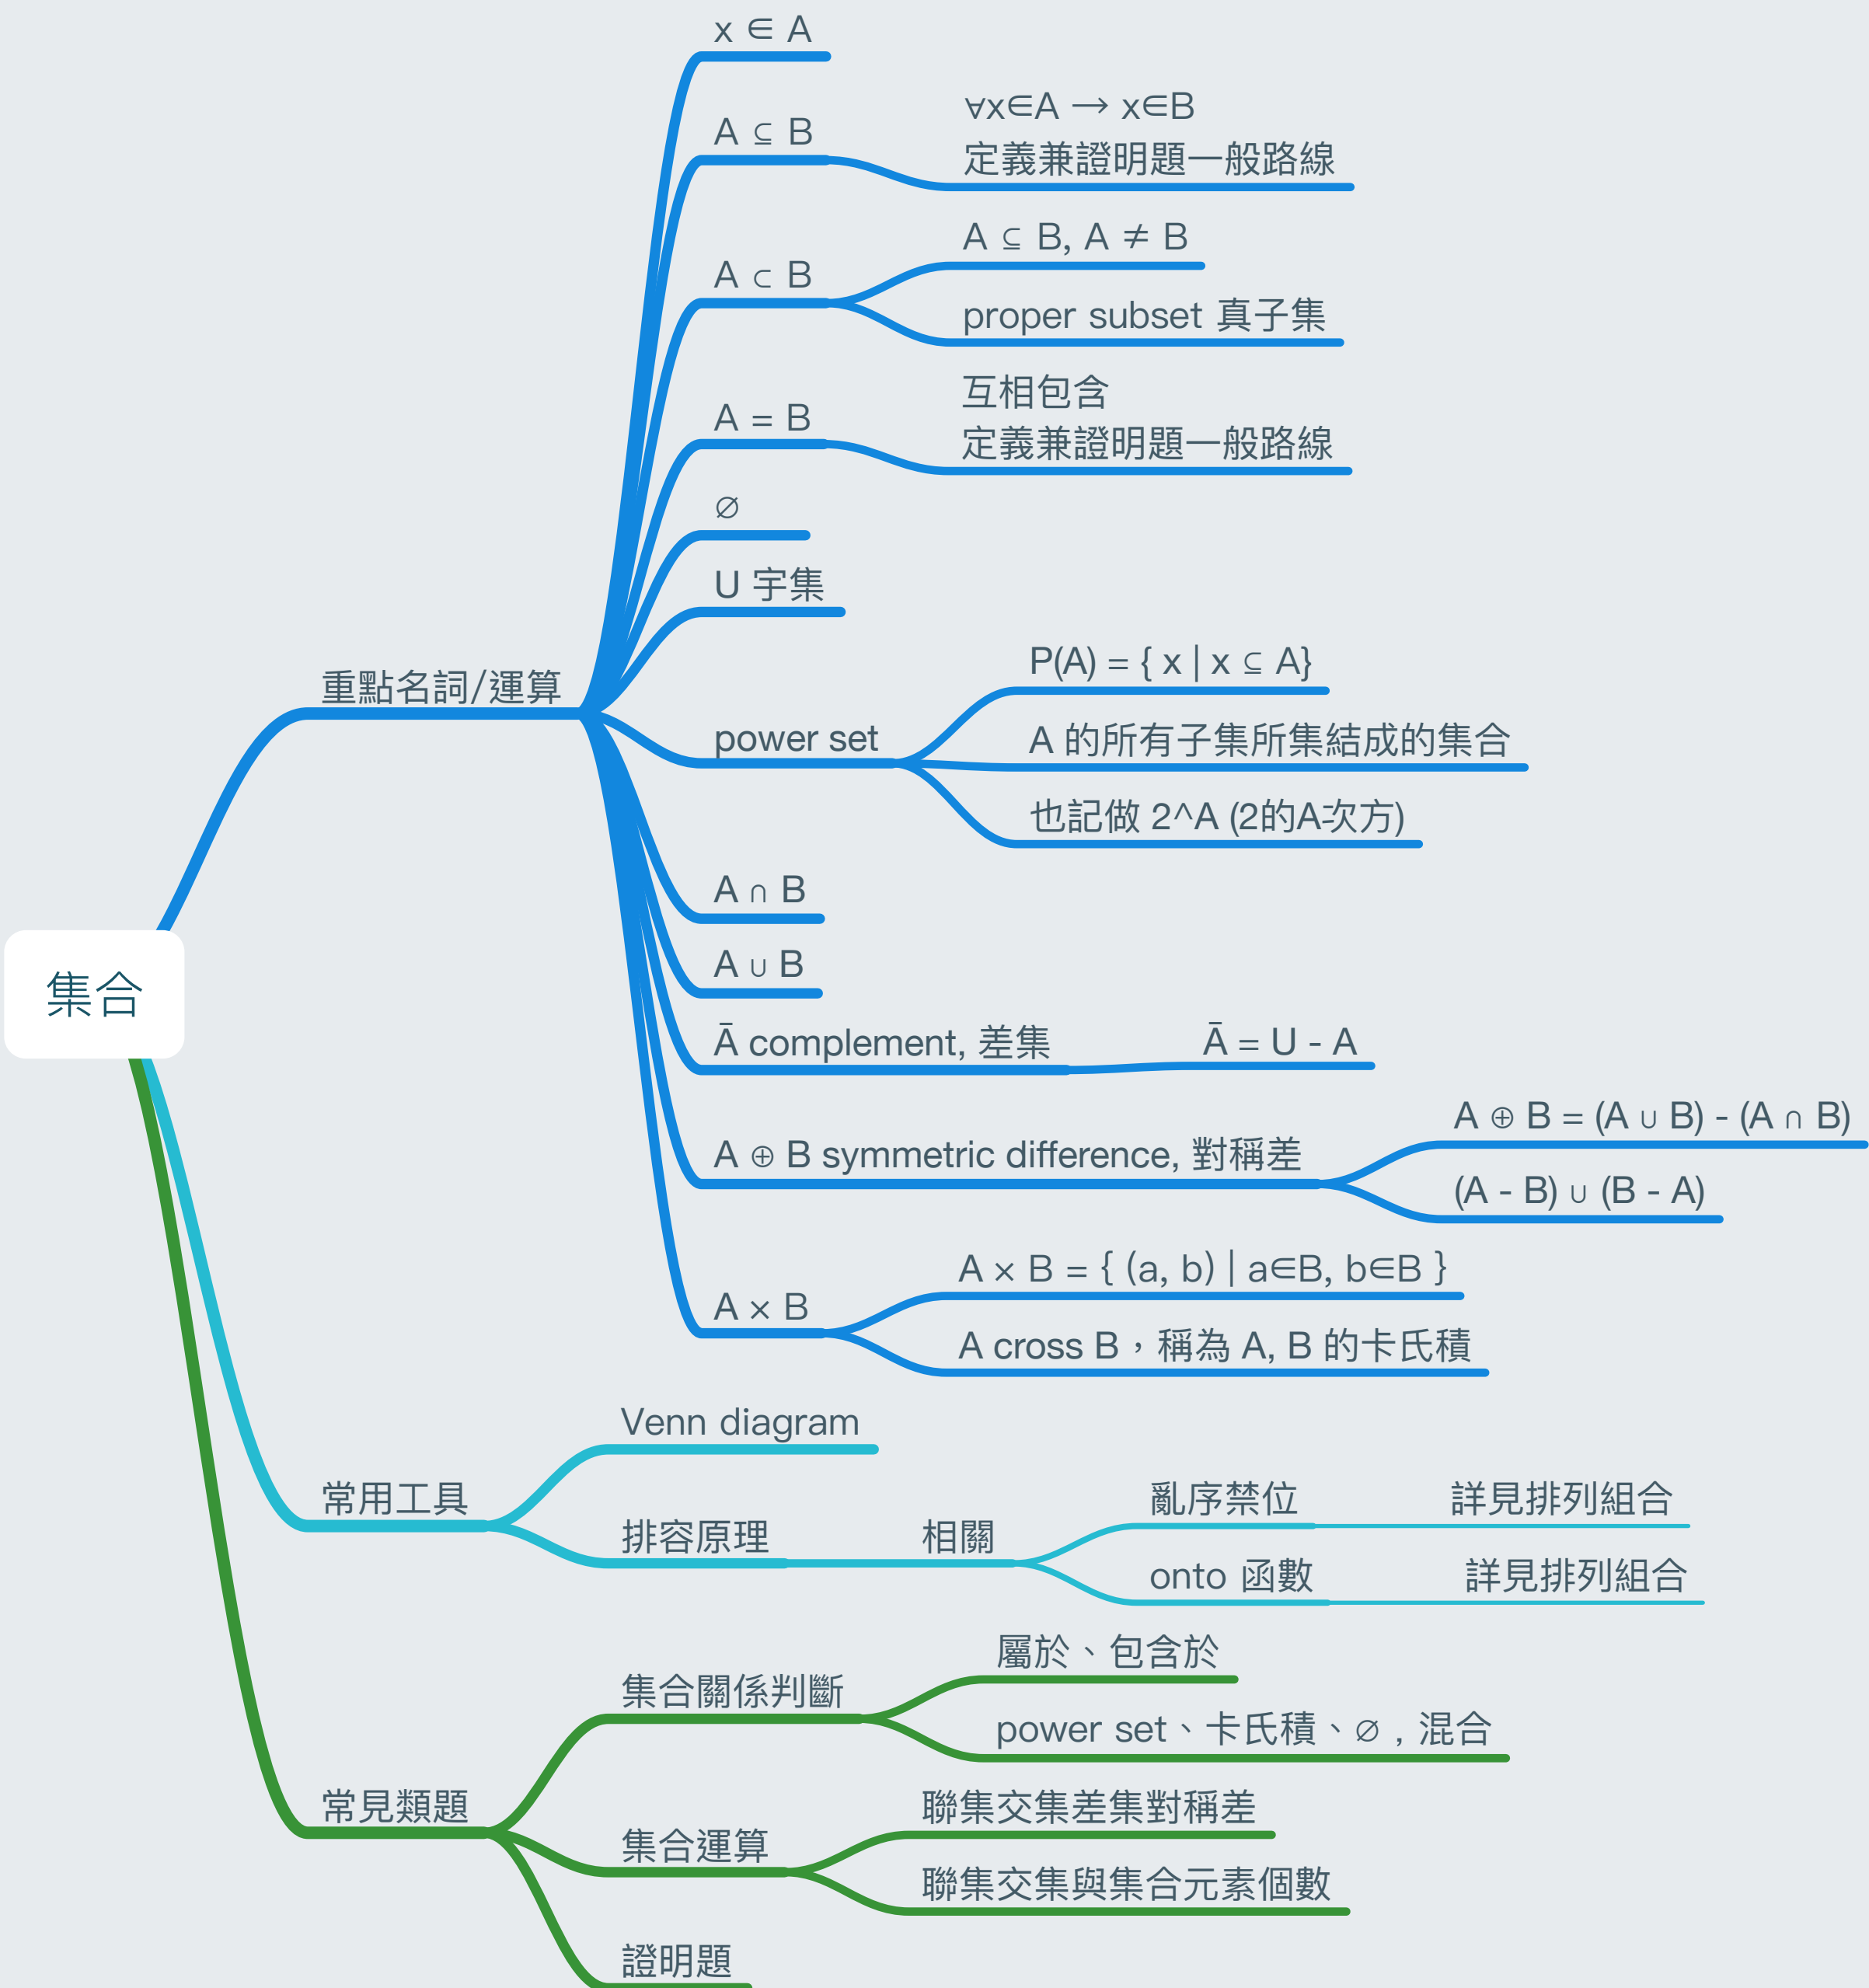 集合
重點名詞/運算
x ∈ A
A ⊆ B
∀x∈A → x∈B
定義兼證明題一般路線
A ⊂ B
A ⊆ B, A ≠ B
proper subset 真子集
A = B
互相包含
定義兼證明題一般路線
∅
U 宇集
power set
P(A) = { x | x ⊆ A}
A 的所有子集所集結成的集合
也記做 2^A (2的A次方)
A ∩ B
A ∪ B
Ā complement, 差集
Ā = U - A
A ⊕ B symmetric difference, 對稱差
A ⊕ B = (A ∪ B) - (A ∩ B)
(A - B) ∪ (B - A)
A × B
A × B = { (a, b) | a∈B, b∈B }
A cross B，稱為 A, B 的卡氏積
常用工具
Venn diagram
排容原理
相關
亂序禁位
詳見排列組合
onto 函數
詳見排列組合
常見類題
集合關係判斷
屬於、包含於
power set、卡氏積、∅ , 混合
集合運算
聯集交集差集對稱差
聯集交集與集合元素個數
證明題